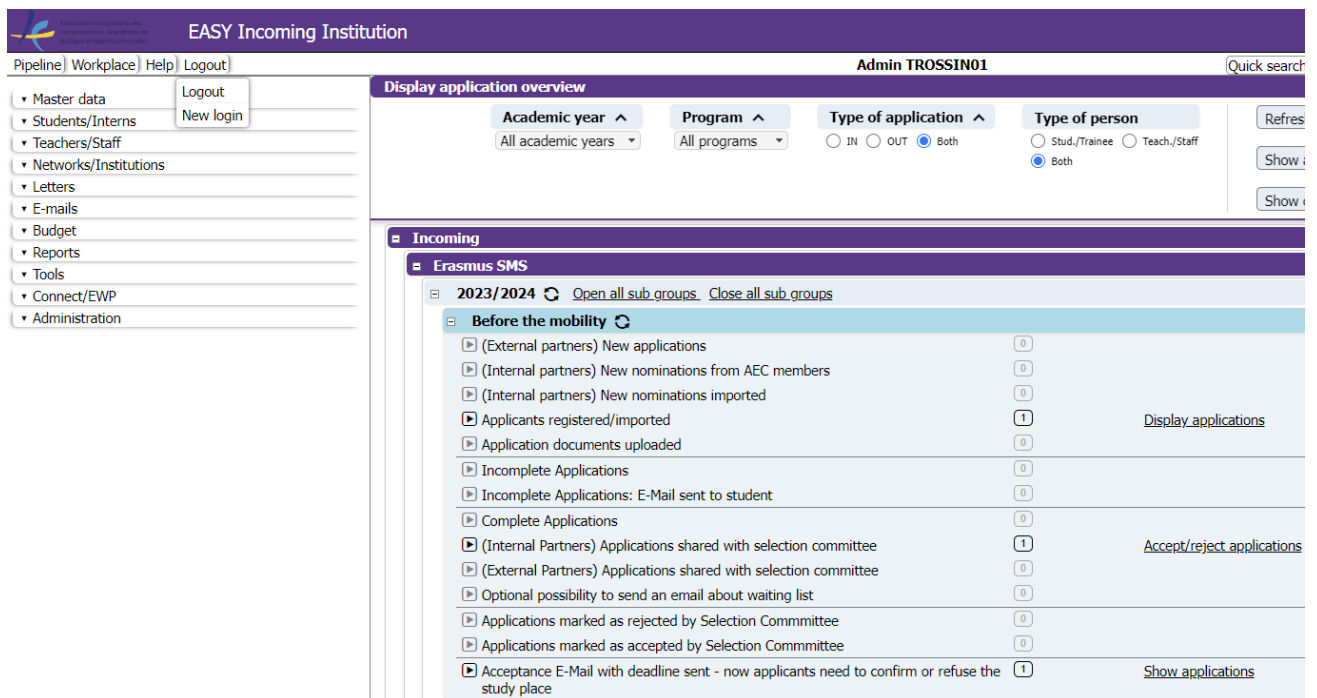 EASY Incoming Institution
Pipeline Workplace Help Logout
Admin TROSSIN01
Quick search
Logout
New login
Master data
Students/Interns
Teachers/Staff
Networks/Institutions
Letters
E-mails
Budget
Reports
Tools
Connect/EWP
Administration
Display application overview
Academic year Program Type of application Type of person
All academic years All programs IN OUT Both Stud./Trainee Teach./Staff
Both
Refres
Show
Show
Incoming
Erasmus SMS
2023/2024 Open all sub groups Close all sub groups
Before the mobility
(External partners) New applications 0
(Internal partners) New nominations from AEC members 0
(Internal partners) New nominations imported 0
Applicants registered/imported 1 Display applications
Application documents uploaded 0
Incomplete Applications 0
Incomplete Applications: E-Mail sent to student 0
Complete Applications 0
(Internal Partners) Applications shared with selection committee 1 Accept/reject applications
(External Partners) Applications shared with selection committee 0
Optional possibility to send an email about waiting list 0
Applications marked as rejected by Selection Commmittee 0
Applications marked as accepted by Selection Commmittee 0
Acceptance E-Mail with deadline sent - now applicants need to confirm or refuse the 1 Show applications
study place